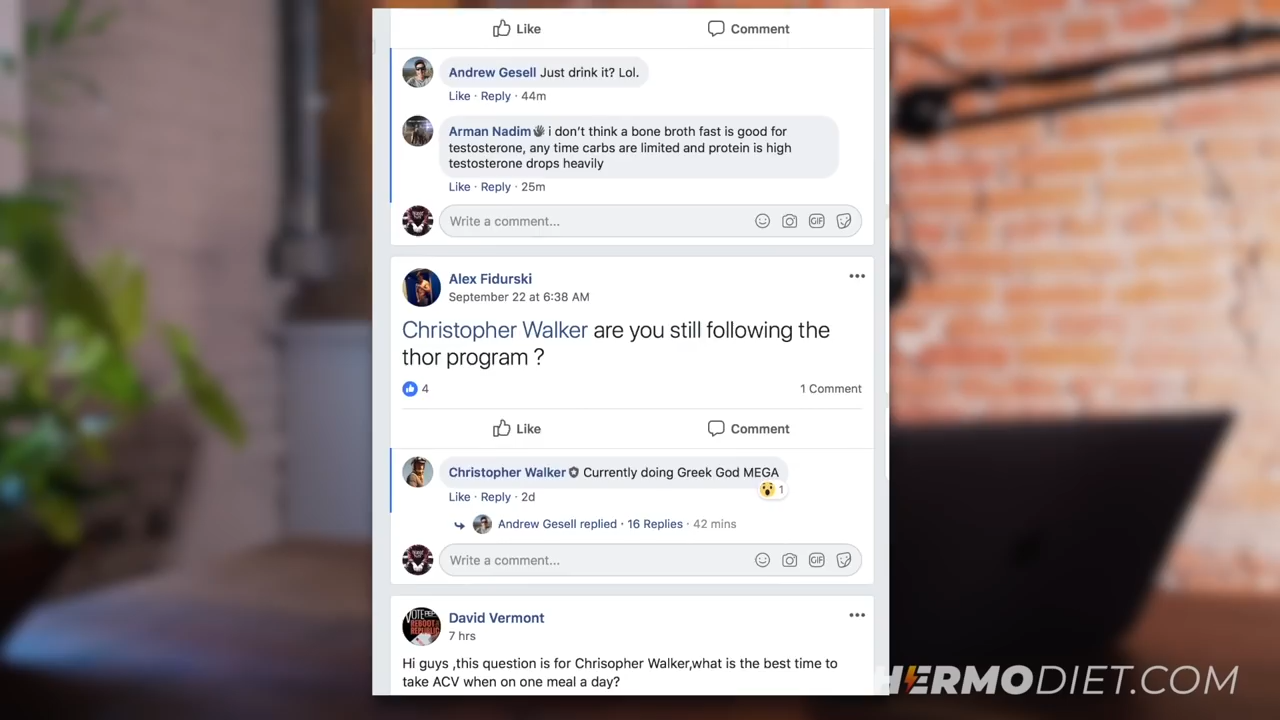 Like
Comment
Andrew Gesell Just drink it? Lol.
Like · Reply · 44m
Arman Nadim i don't think a bone broth fast is good for
testosterone, any time carbs are limited and protein is high
testosterone drops heavily
Like · Reply · 25m
Write a comment...
GIF
Alex Fidurski
September 22 at 6:38 AM
Christopher Walker are you still following the
thor program ?
4
1 Comment
Like
Comment
Christopher Walker Currently doing Greek God MEGA
1
Like · Reply · 2d
Andrew Gesell replied · 16 Replies · 42 mins
Write a comment...
GIF
David Vermont
7 hrs
Hi guys ,this question is for Chrisopher Walker,what is the best time to
take ACV when on one meal a day?
HERMODIET.COM